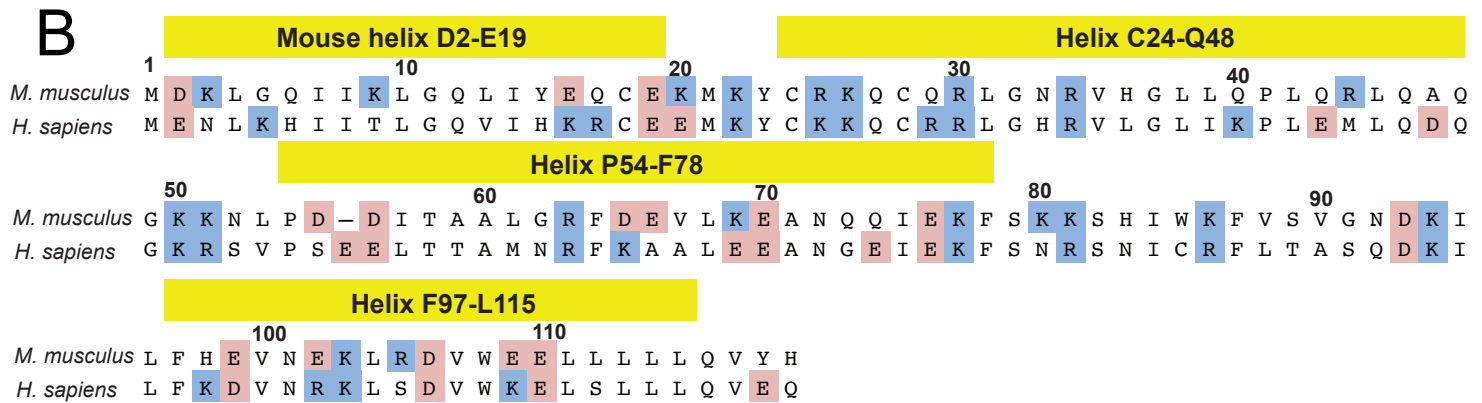 B
Mouse helix D2-E19 Helix C24-Q48
1 10 20 30 40
M. musculus M D K L G Q I I K L G Q L I Y E Q C E K M K Y C R K Q C Q R L G N R V H G L L Q P L Q R L Q A Q
H. sapiens M E N L K H I I T L G Q V I H K R C E E M K Y C K K Q C R R L G H R V L G L I K P L E M L Q D Q
Helix P54-F78
50 60 70 80 90
M. musculus G K K N L P D – D I T A A L G R F D E V L K E A N Q Q I E K F S K K S H I W K F V S V G N D K I
H. sapiens G K R S V P S E E L T T A M N R F K A A L E E A N G E I E K F S N R S N I C R F L T A S Q D K I
Helix F97-L115
100 110
M. musculus L F H E V N E K L R D V W E E L L L L L Q V Y H
H. sapiens L F K D V N R K L S D V W K E L S L L L Q V E Q